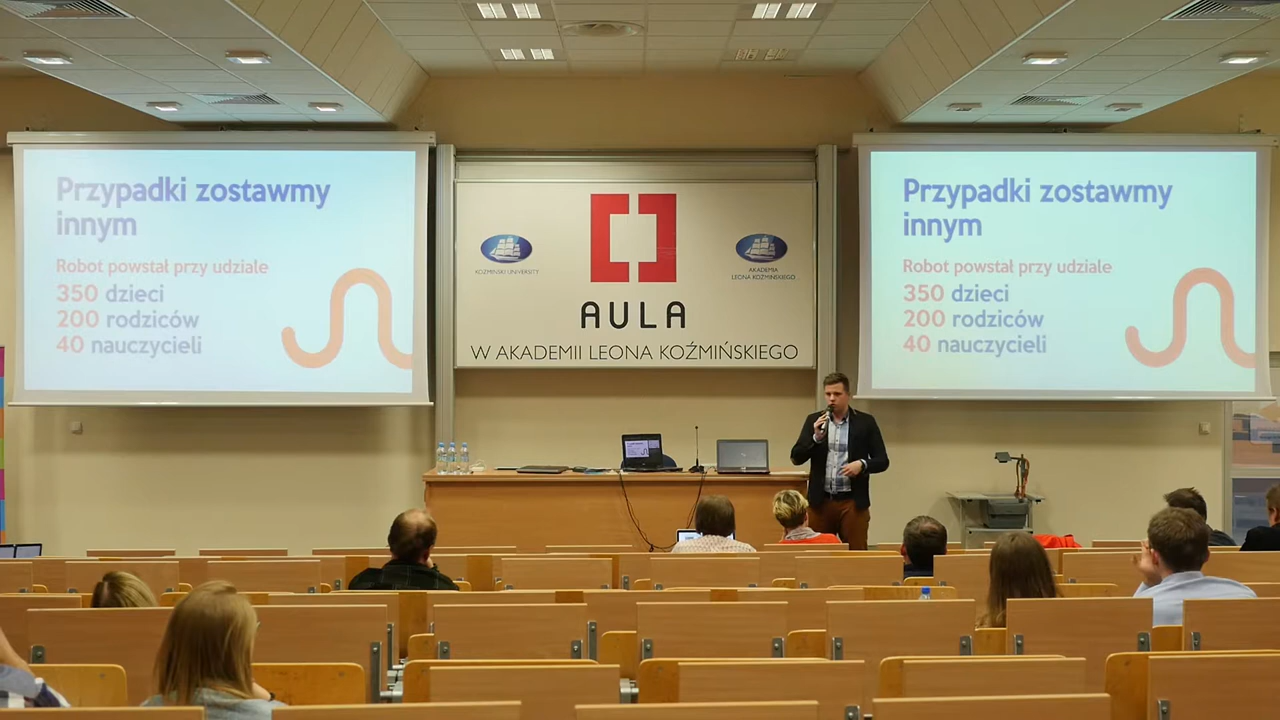 Przypadki zostawmy
innym
Robot powstał przy udziale
350 dzieci
200 rodziców
40 nauczycieli
KOZMINSKI UNIVERSITY
AKADEMIA
LEONA KOŹMIŃSKIEGO
AULA
W AKADEMII LEONA KOŹMIŃSKIEGO
Przypadki zostawmy
innym
Robot powstał przy udziale
350 dzieci
200 rodziców
40 nauczycieli